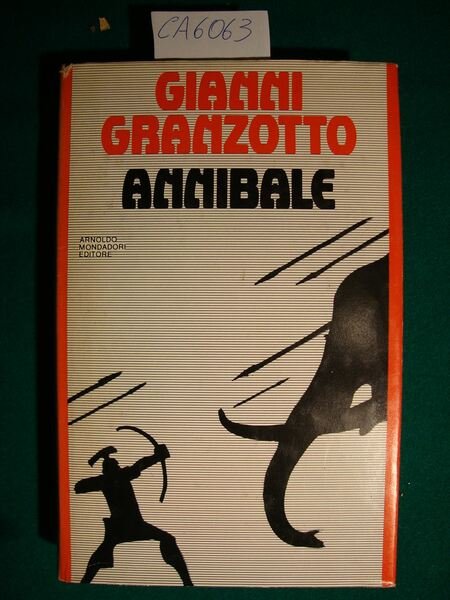 CA6063
GIANNI
GRANZOTTO
ANNIBALE
ARNOLDO
MONDADORI
EDITORE